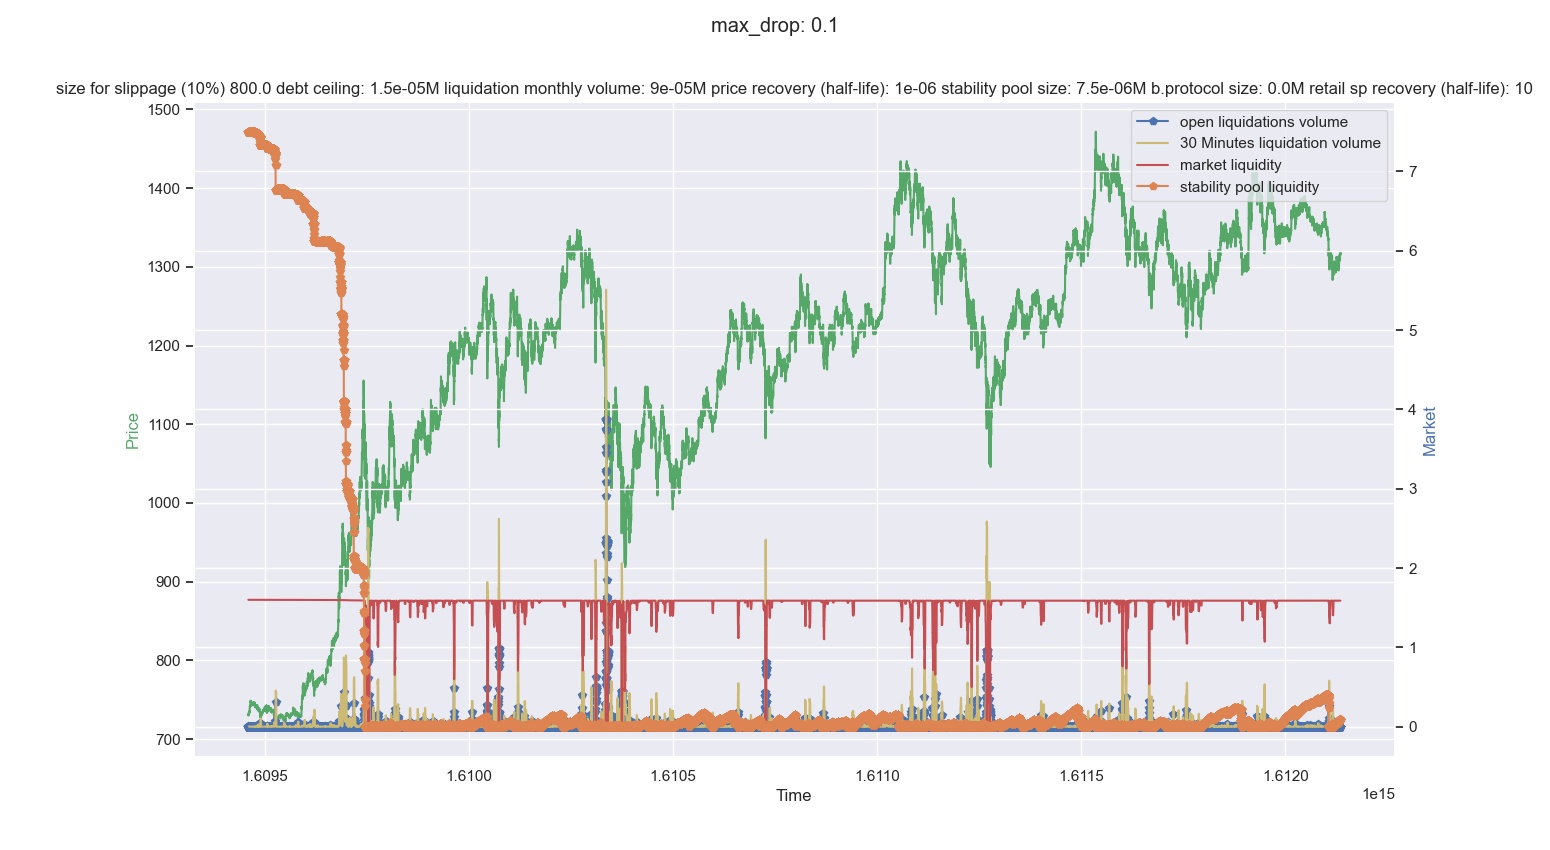 max_drop: 0.1
size for slippage (10%) 800.0 debt ceiling: 1.5e-05M liquidation monthly volume: 9e-05M price recovery (half-life): 1e-06 stability pool size: 7.5e-06M b.protocol size: 0.0M retail sp recovery (half-life): 10
1500
1400
1300
1200
1100
1000
900
800
700
Price
open liquidations volume
30 Minutes liquidation volume
market liquidity
stability pool liquidity
7
6
5
4
3
2
1
0
Market
1.6095 1.6100 1.6105 1.6110 1.6115 1.6120
Time
1e15